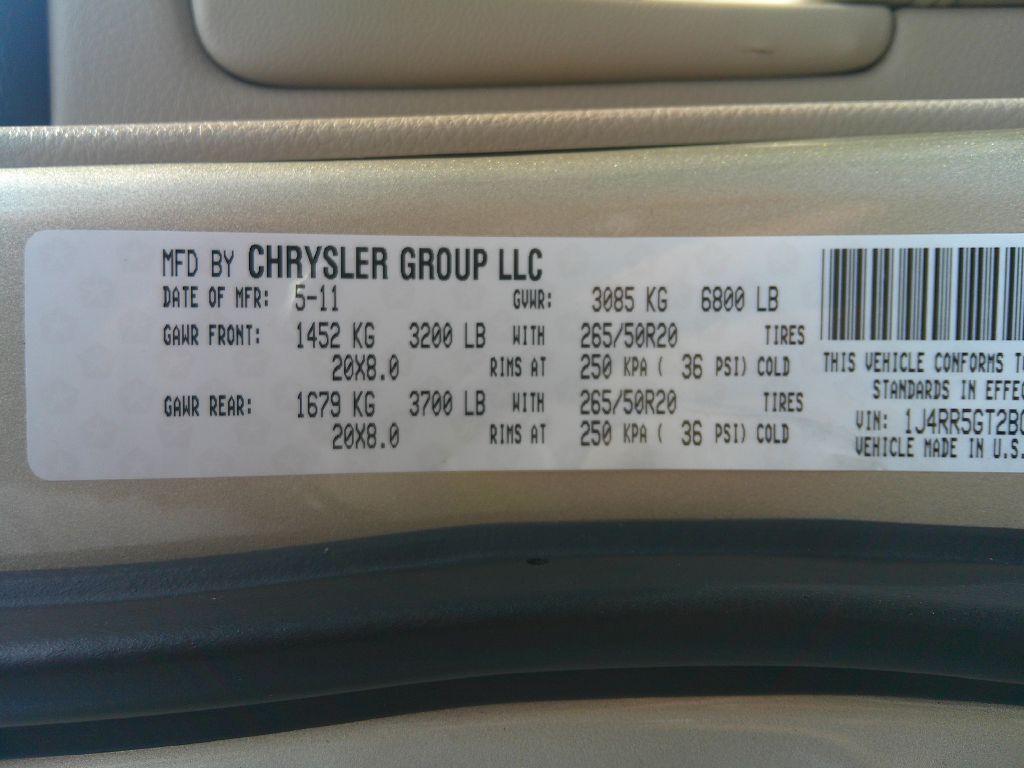 MFD BY CHRYSLER GROUP LLC
DATE OF MFR: 5-11 GVWR: 3085 KG 6800 LB
GAWR FRONT: 1452 KG 3200 LB WITH 265/50R20 TIRES
20X8.0 RIMS AT 250 KPA ( 36 PSI) COLD
GAWR REAR: 1679 KG 3700 LB WITH 265/50R20 TIRES
20X8.0 RIMS AT 250 KPA ( 36 PSI) COLD
THIS VEHICLE CONFORMS
STANDARDS IN
VIN: 1J4RR5GT2B
VEHICLE MADE IN U.S.